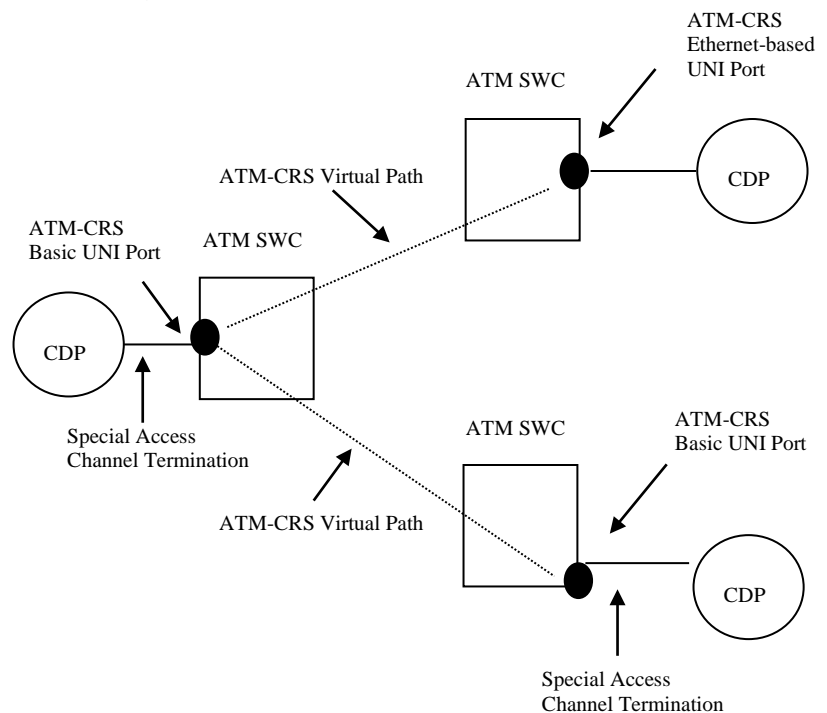 ATM-CRS
Ethernet-based
UNI Port
ATM SWC
CDP
ATM-CRS Virtual Path
ATM-CRS
Basic UNI Port
ATM SWC
CDP
Special Access
Channel Termination
ATM SWC
ATM-CRS
Basic UNI Port
ATM-CRS Virtual Path
CDP
Special Access
Channel Termination